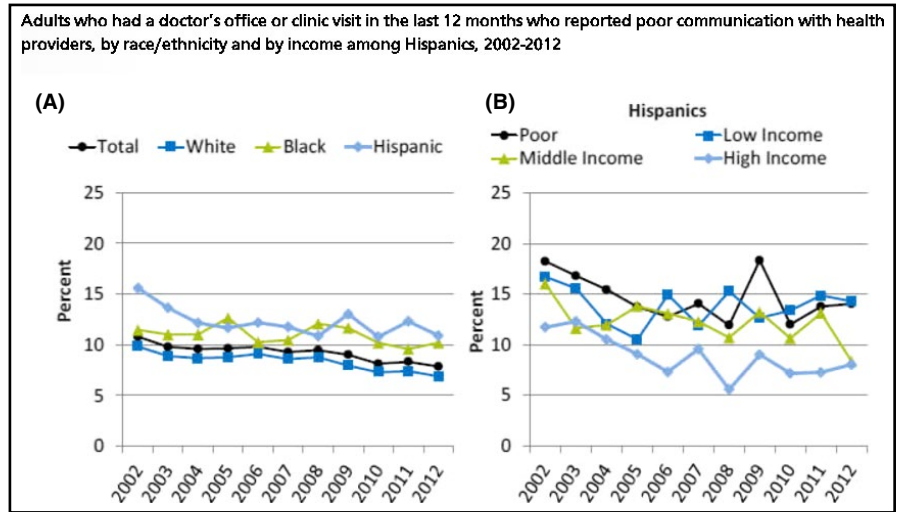 Adults who had a doctor's office or clinic visit in the last 12 months who reported poor communication with health
providers, by race/ethnicity and by income among Hispanics, 2002-2012
(A)
Total White Black Hispanic
Percent
25
20
15
10
5
0
2002 2003 2004 2005 2006 2007 2008 2009 2010 2011 2012
(B)
Hispanics
Poor Low Income
Middle Income High Income
Percent
25
20
15
10
5
0
2002 2003 2004 2005 2006 2007 2008 2009 2010 2011 2012